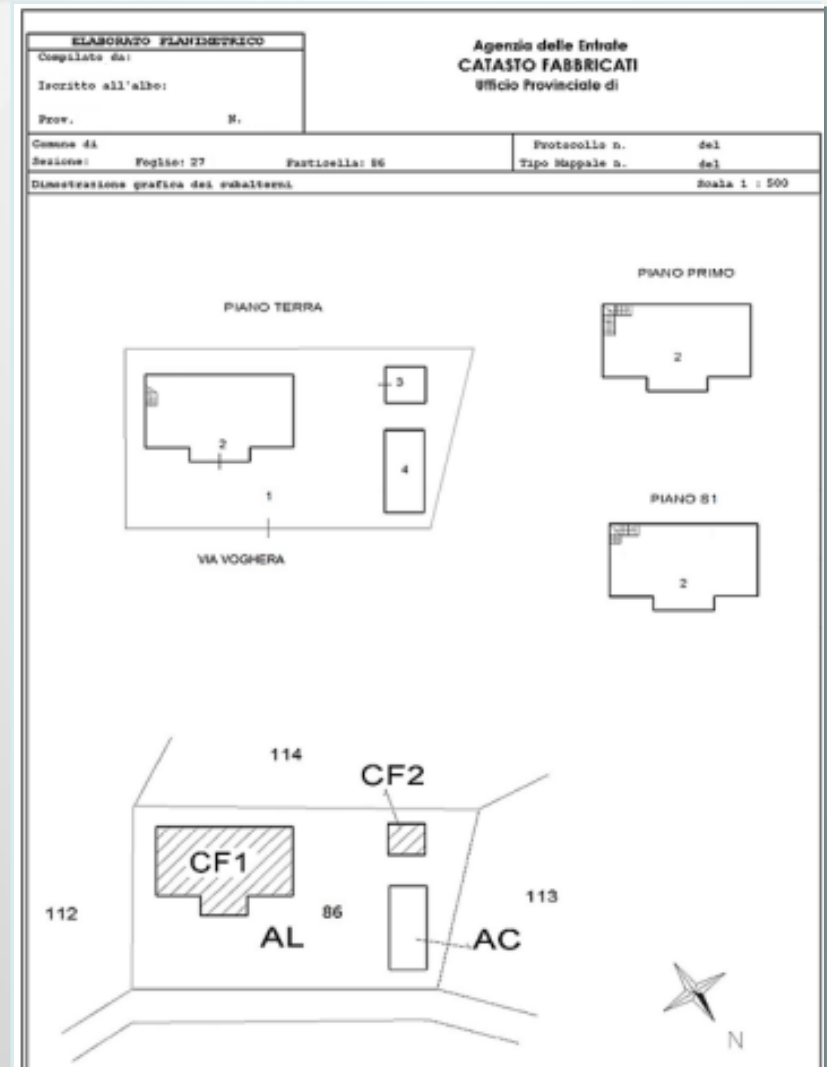 ELABORATO PLANIMETRICO
Compilato da:
Iscritto all'albo:
Prov. N.
Agenzia delle Entrate
CATASTO FABBRICATI
Ufficio Provinciale di
Comune di
Sezione: Foglio: 27 Particella: 86
Protocollo n. del
Tipo Mappale n. del
Dimostrazione grafica dei subalterni Scala 1 : 500
PIANO PRIMO
2
PIANO TERRA
3
2
4
1
VIA VOGHERA
PIANO S1
2
114
CF2
CF1
112
86
113
AL
AC
N